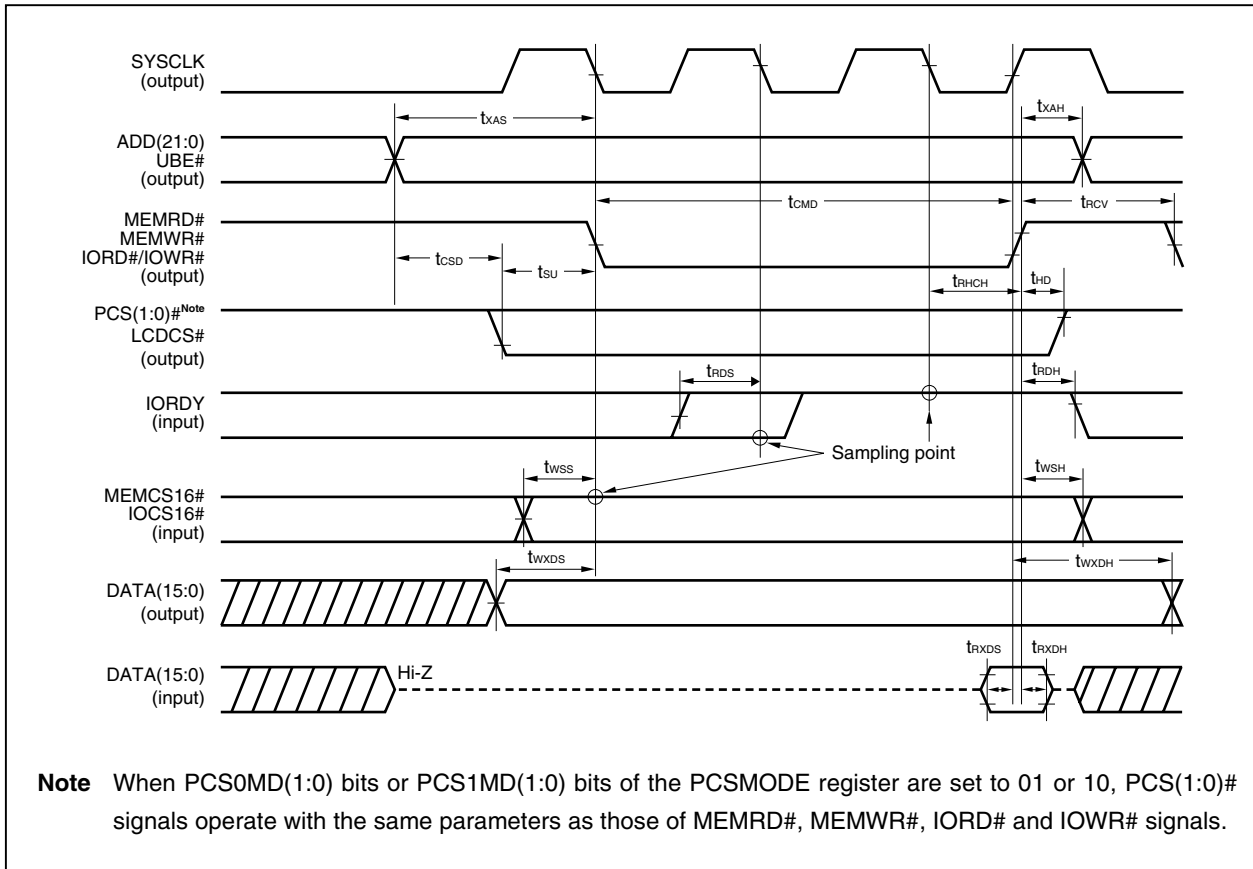 SYSCLK
(output)
tXAS
tXAH
ADD(21:0)
UBE#
(output)
tCMD
tRCV
MEMRD#
MEMWR#
IORD#/IOWR#
(output)
tCSD
tSU
tRHCH
tHD
PCS(1:0)#Note
LCDCS#
(output)
tRDS
tRDH
IORDY
(input)
Sampling point
tWSS
tWSH
MEMCS16#
IOCS16#
(input)
tWXDS
tWXDH
DATA(15:0)
(output)
tRXDS
tRXDH
DATA(15:0)
(input)
Hi-Z
Note When PCS0MD(1:0) bits or PCS1MD(1:0) bits of the PCSMODE register are set to 01 or 10, PCS(1:0)#
signals operate with the same parameters as those of MEMRD#, MEMWR#, IORD# and IOWR# signals.